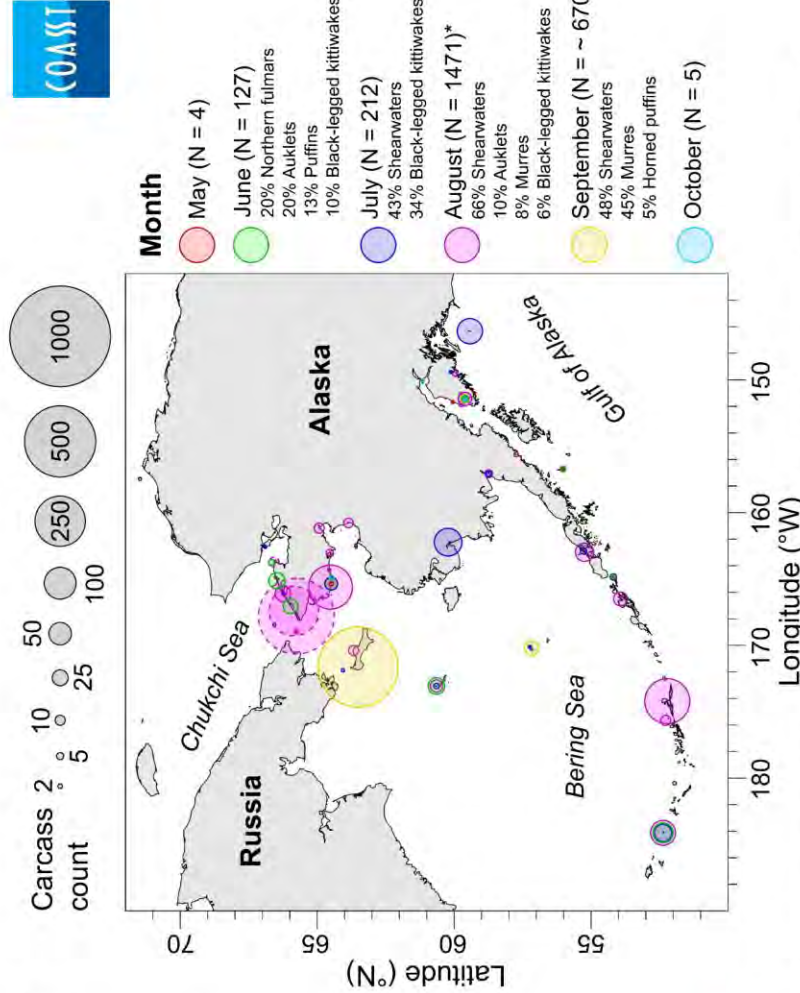 COASST
Carcass
count
2
5
10
25
50
100
250
500
1000
Month
May (N = 4)
June (N = 127)
20% Northern fulmars
20% Auklets
13% Puffins
10% Black-legged kittiwakes
July (N = 212)
43% Shearwaters
34% Black-legged kittiwakes
August (N = 1471)*
66% Shearwaters
10% Auklets
8% Murres
6% Black-legged kittiwakes
September (N = ~ 670
48% Shearwaters
45% Murres
5% Horned puffins
October (N = 5)
Chukchi Sea
Russia
Alaska
Bering Sea
Gulf of Alaska
Latitude (°N)
70
65
60
55
180
170
160
150
Longitude (°W)